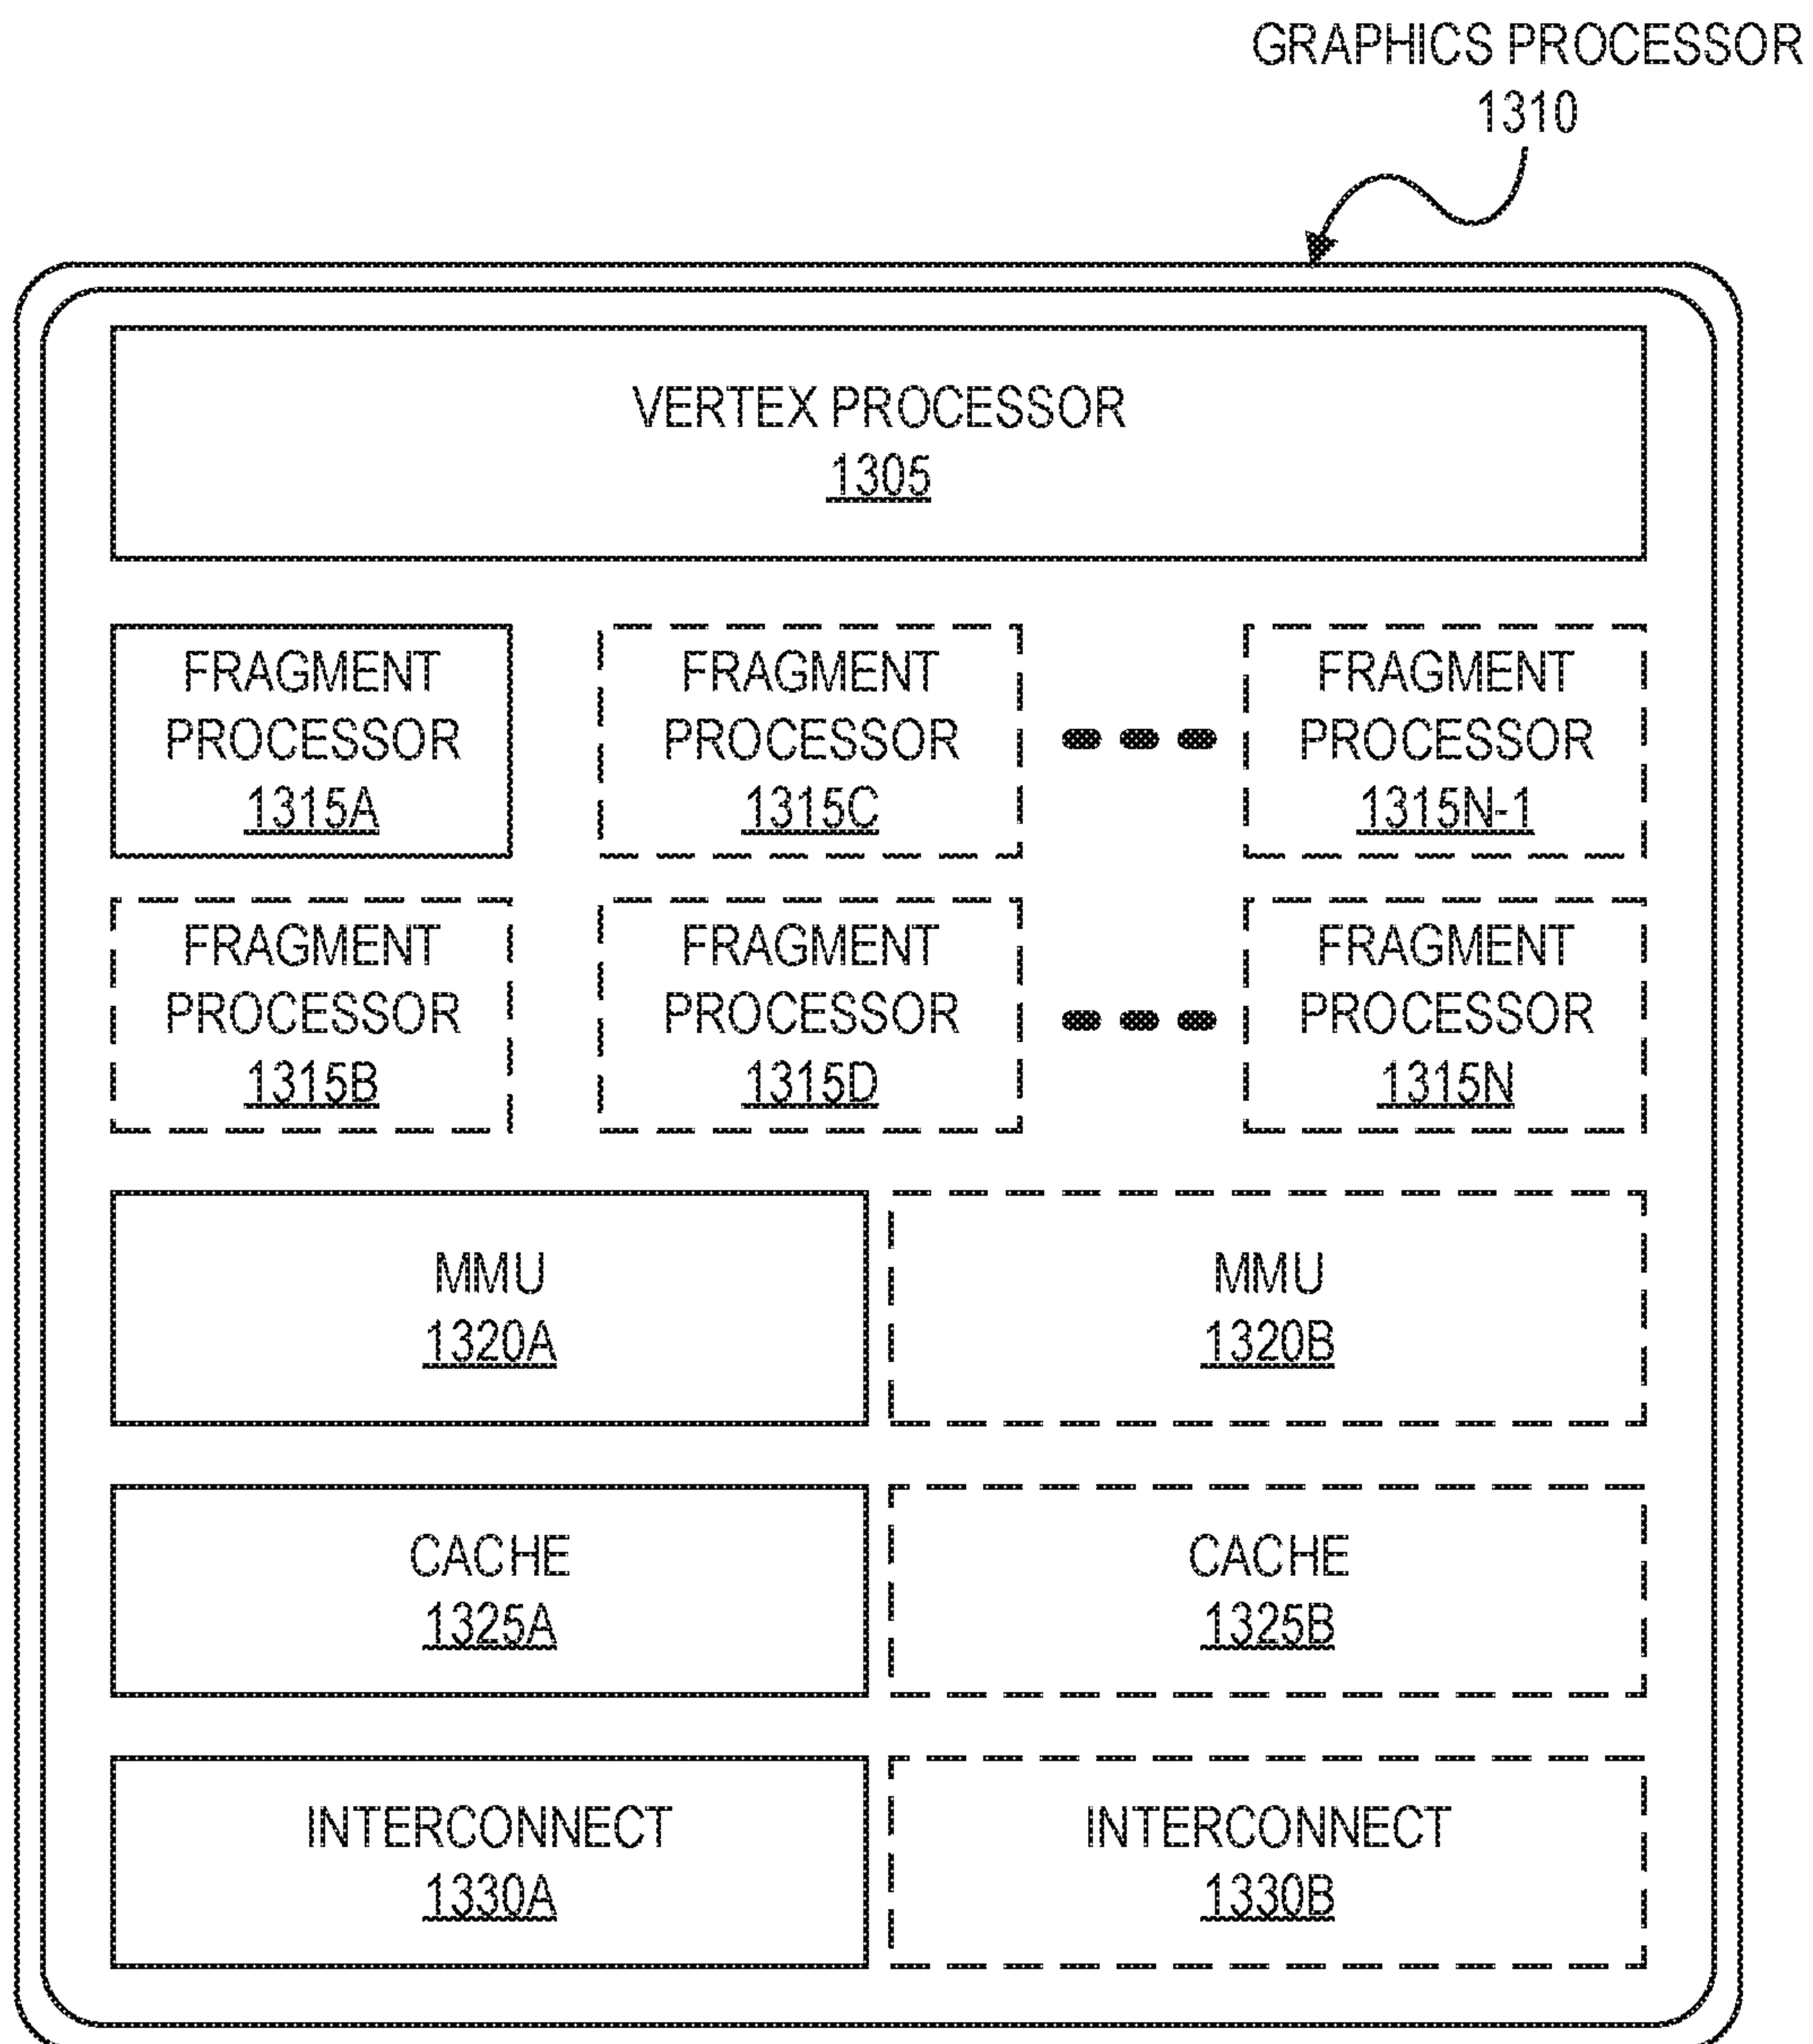 GRAPHICS PROCESSOR
1310
VERTEX PROCESSOR
1305
FRAGMENT
PROCESSOR
1315A
FRAGMENT
PROCESSOR
1315C
FRAGMENT
PROCESSOR
1315N-1
FRAGMENT
PROCESSOR
1315B
FRAGMENT
PROCESSOR
1315D
FRAGMENT
PROCESSOR
1315N
MMU
1320A
MMU
1320B
CACHE
1325A
CACHE
1325B
INTERCONNECT
1330A
INTERCONNECT
1330B